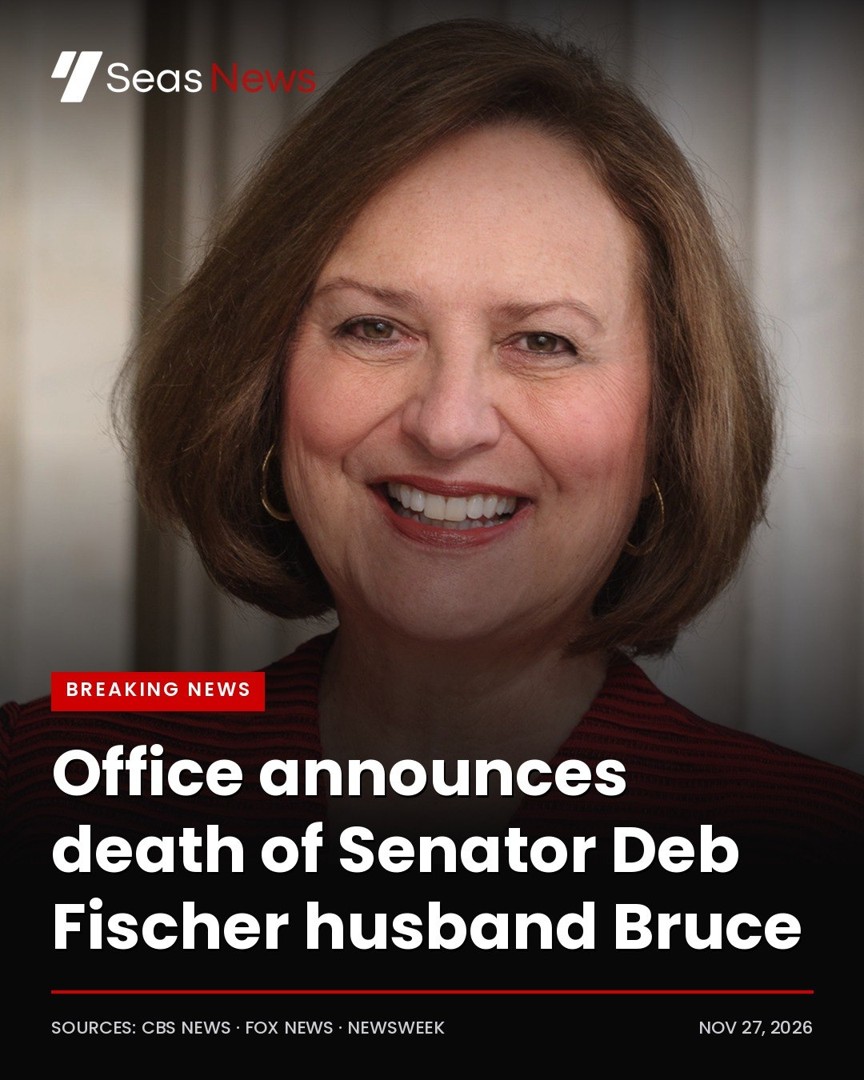 Seas News
BREAKING NEWS
Office announces
death of Senator Deb
Fischer husband Bruce
SOURCES: CBS NEWS · FOX NEWS · NEWSWEEK
NOV 27, 2026